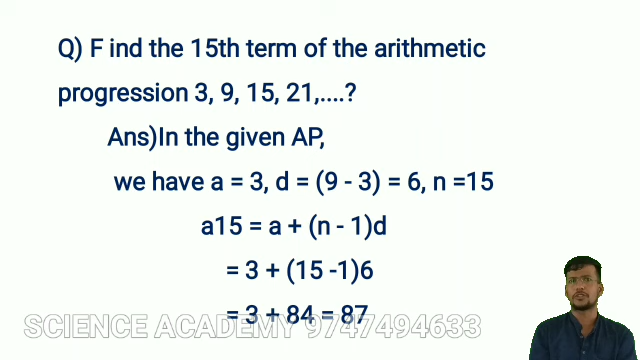 Q) F ind the 15th term of the arithmetic
progression 3, 9, 15, 21,....?
Ans)In the given AP,
we have a = 3, d = (9 - 3) = 6, n =15
a15 = a + (n - 1)d
= 3 + (15 -1)6
= 3 + 84 = 87
SCIENCE ACADEMY 9747494633